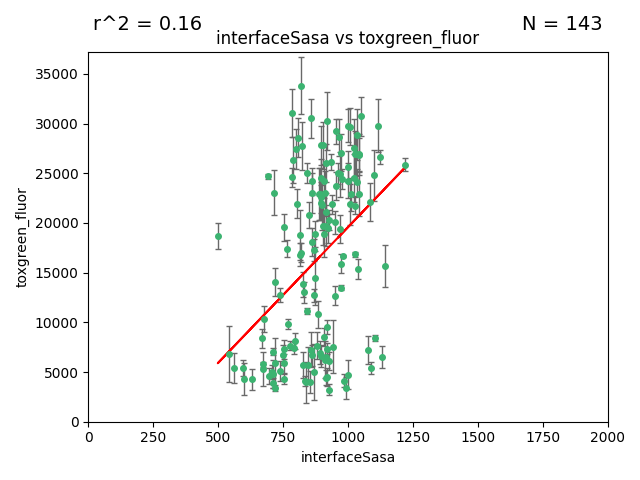 r^2 = 0.16
N = 143
interfaceSasa vs toxgreen_fluor
35000
30000
25000
20000
15000
10000
5000
0
toxgreen_fluor
0 250 500 750 1000 1250 1500 1750 2000
interfaceSasa